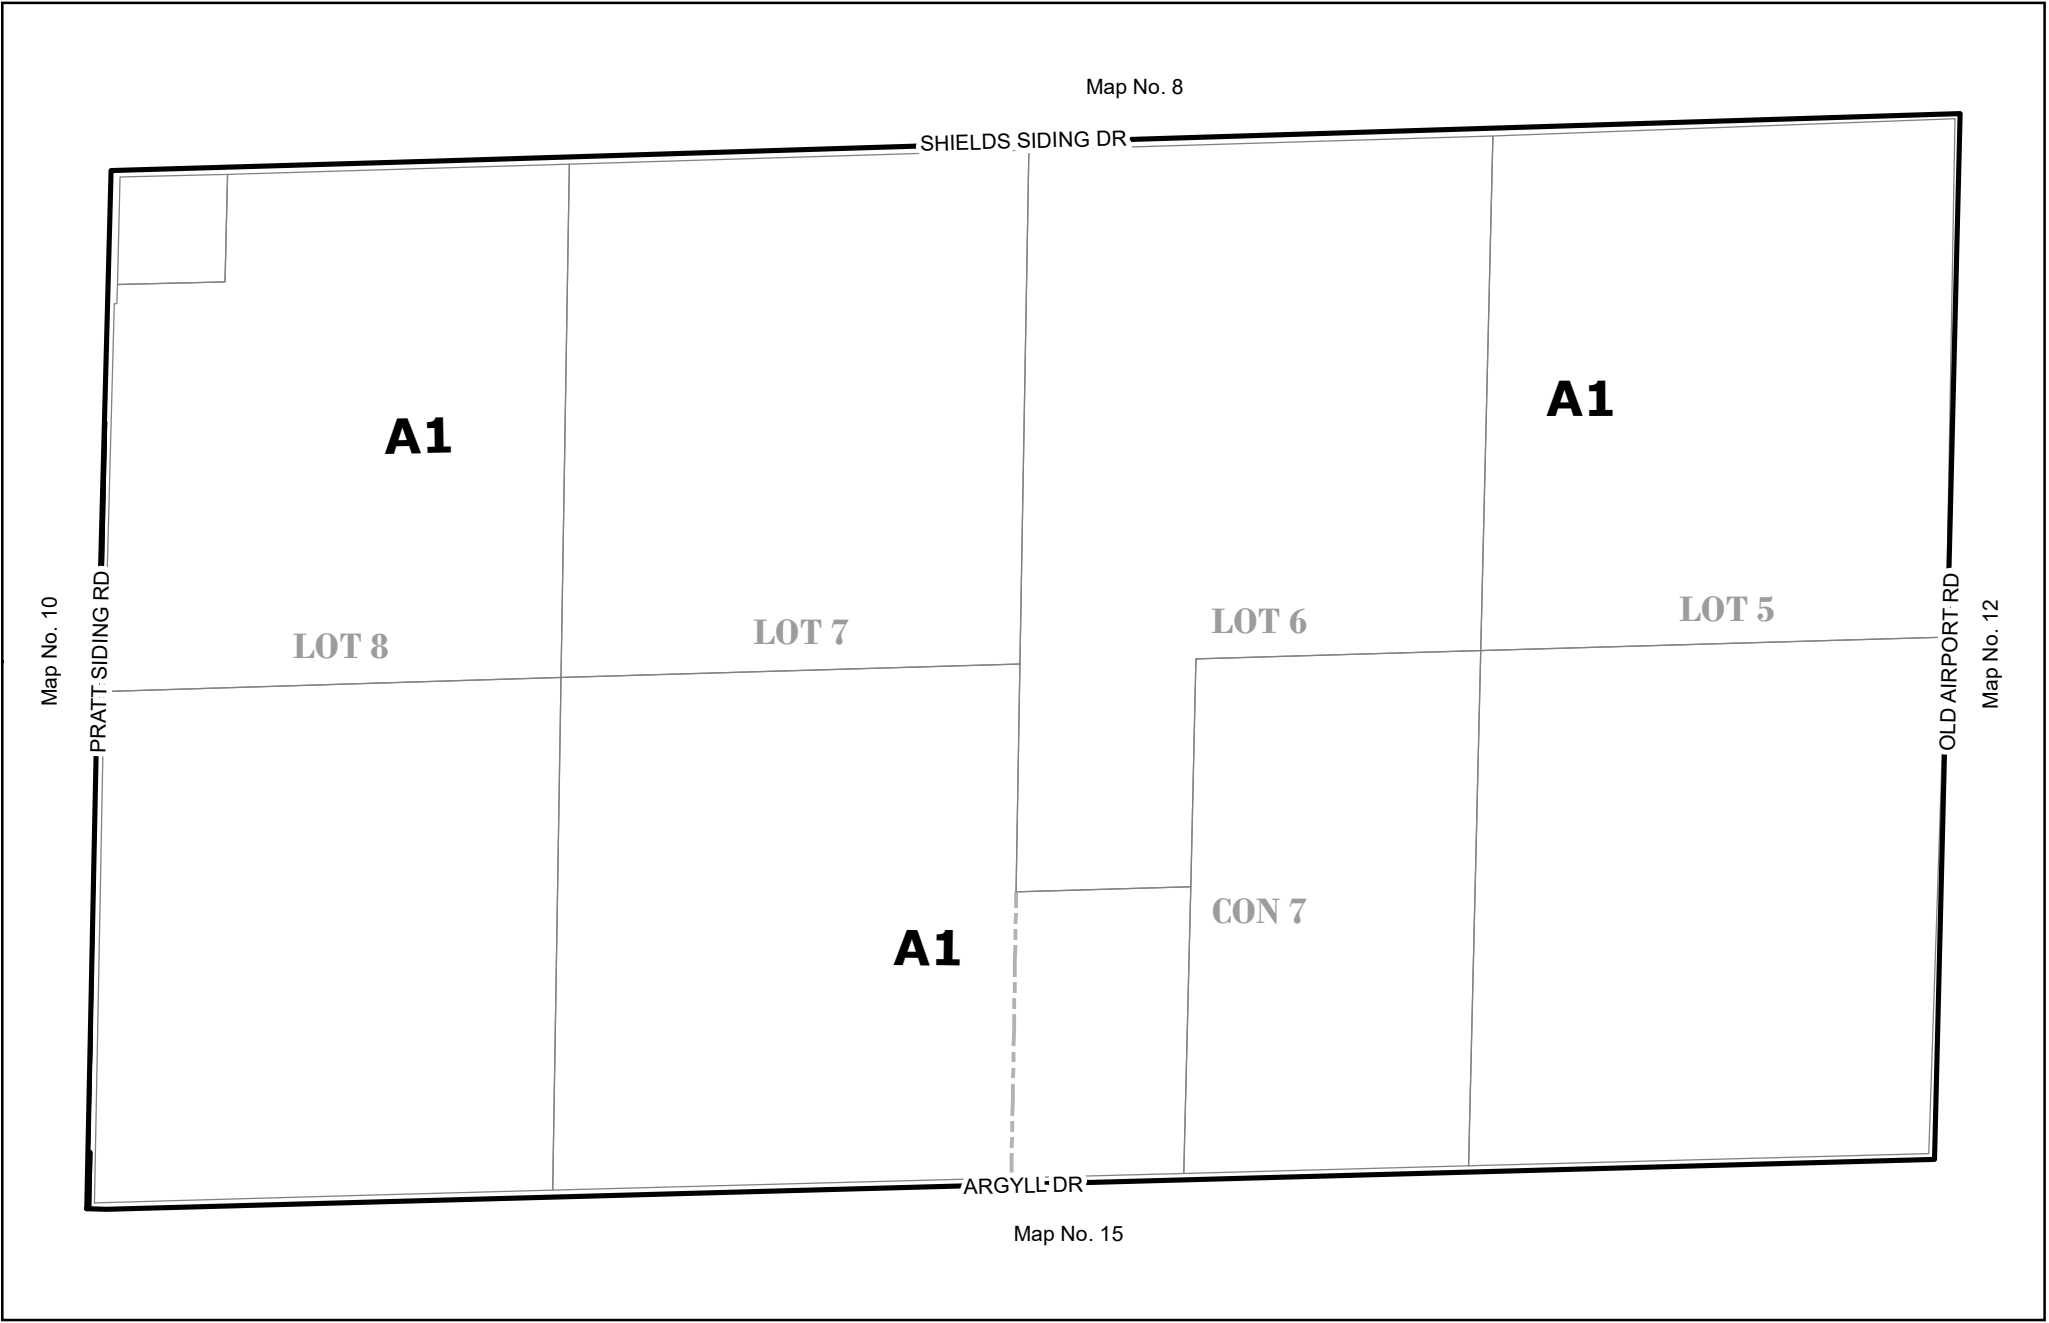 Map No. 8
SHIELDS SIDING DR
A1
A1
Map No. 10
PRATT SIDING RD
LOT 8
LOT 7
LOT 6
LOT 5
OLD AIRPORT RD
Map No. 12
CON 7
A1
ARGYLL DR
Map No. 15